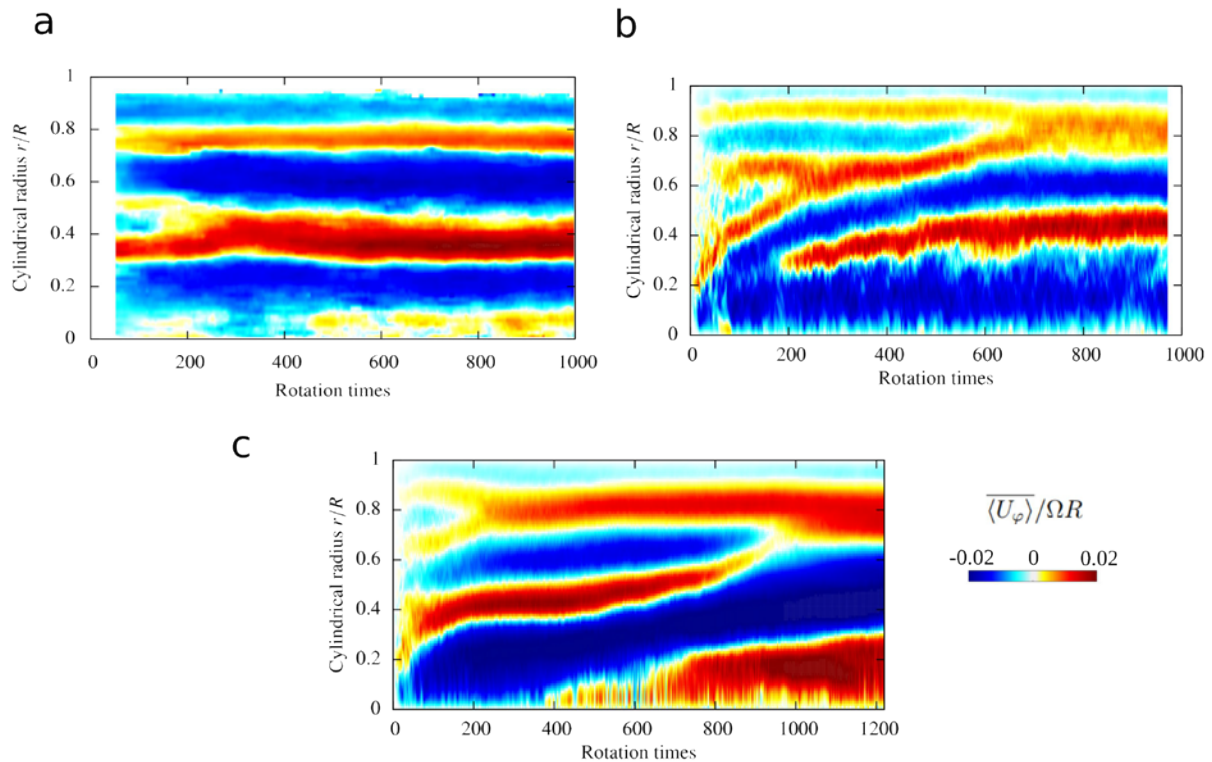 a
b
1
0.8
0.6
0.4
0.2
0
0 200 400 600 800 1000
Rotation times
Cylindrical radius r/R
1
0.8
0.6
0.4
0.2
0
0 200 400 600 800 1000
Rotation times
Cylindrical radius r/R
c
1
0.8
0.6
0.4
0.2
0
0 200 400 600 800 1000 1200
Rotation times
Cylindrical radius r/R
⟨U_φ⟩/ΩR
-0.02 0 0.02